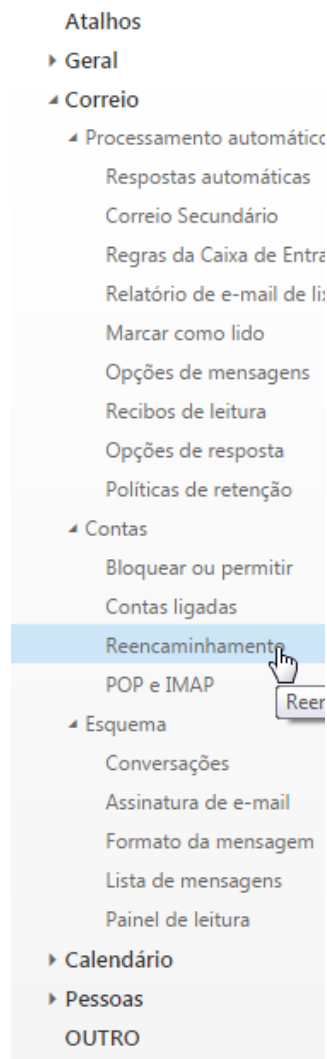 Atalhos
Geral
Correio
Processamento automático
Respostas automáticas
Correio Secundário
Regras da Caixa de Entra
Relatório de e-mail de lix
Marcar como lido
Opções de mensagens
Recibos de leitura
Opções de resposta
Políticas de retenção
Contas
Bloquear ou permitir
Contas ligadas
Reencaminhamento
POP e IMAP
Reen
Esquema
Conversações
Assinatura de e-mail
Formato da mensagem
Lista de mensagens
Painel de leitura
Calendário
Pessoas
OUTRO